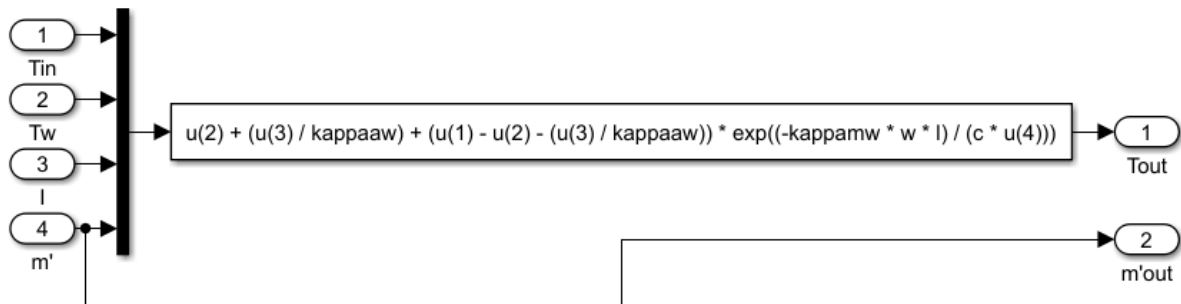 1
Tin
2
Tw
3
I
4
m'
u(2) + (u(3) / kappaaw) + (u(1) - u(2) - (u(3) / kappaaw)) * exp((-kappamw * w * l) / (c * u(4)))
1
Tout
2
m'out